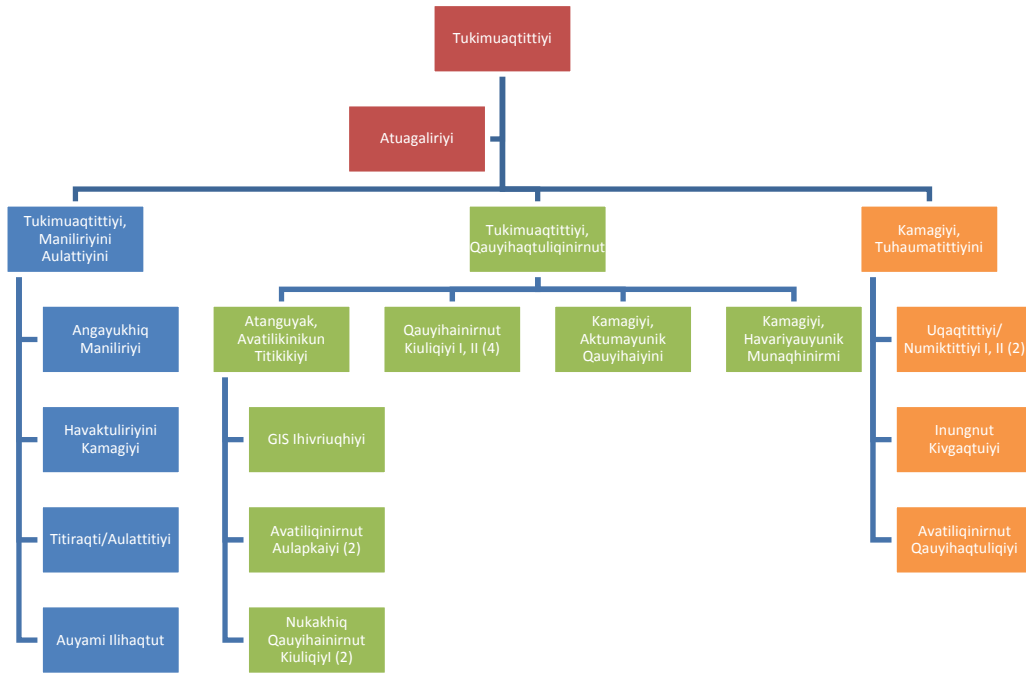 Tukimuaqtittiyi
Atuagaliriyi
Tukimuaqtittiyi,
Maniliriyini
Aulattiyini
Tukimuaqtittiyi,
Qauyihaqtuliqinirnut
Kamagiyi,
Tuhaumatittiyini
Angayukhiq
Maniliriyi
Havaktuliriyini
Kamagiyi
Titiraqti/Aulattitiyi
Auyami Ilihaqtut
Atanguyak,
Avatilikinikun
Titikikiyi
Qauyihainirnut
Kiuliqiyi I, II (4)
Kamagiyi,
Aktumayunik
Qauyihaiyini
Kamagiyi,
Havariyauyunik
Munaqhinirmi
GIS Ihivriuqhiyi
Avatiliqinirnut
Aulapkaiyi (2)
Nukakhiq
Qauyihainirnut
KiuliqiyI (2)
Uqaqtittiyi/
Numiktittiyi I, II (2)
Inungnut
Kivgaqtuiyi
Avatiliqinirnut
Qauyihaqtuliqiyi